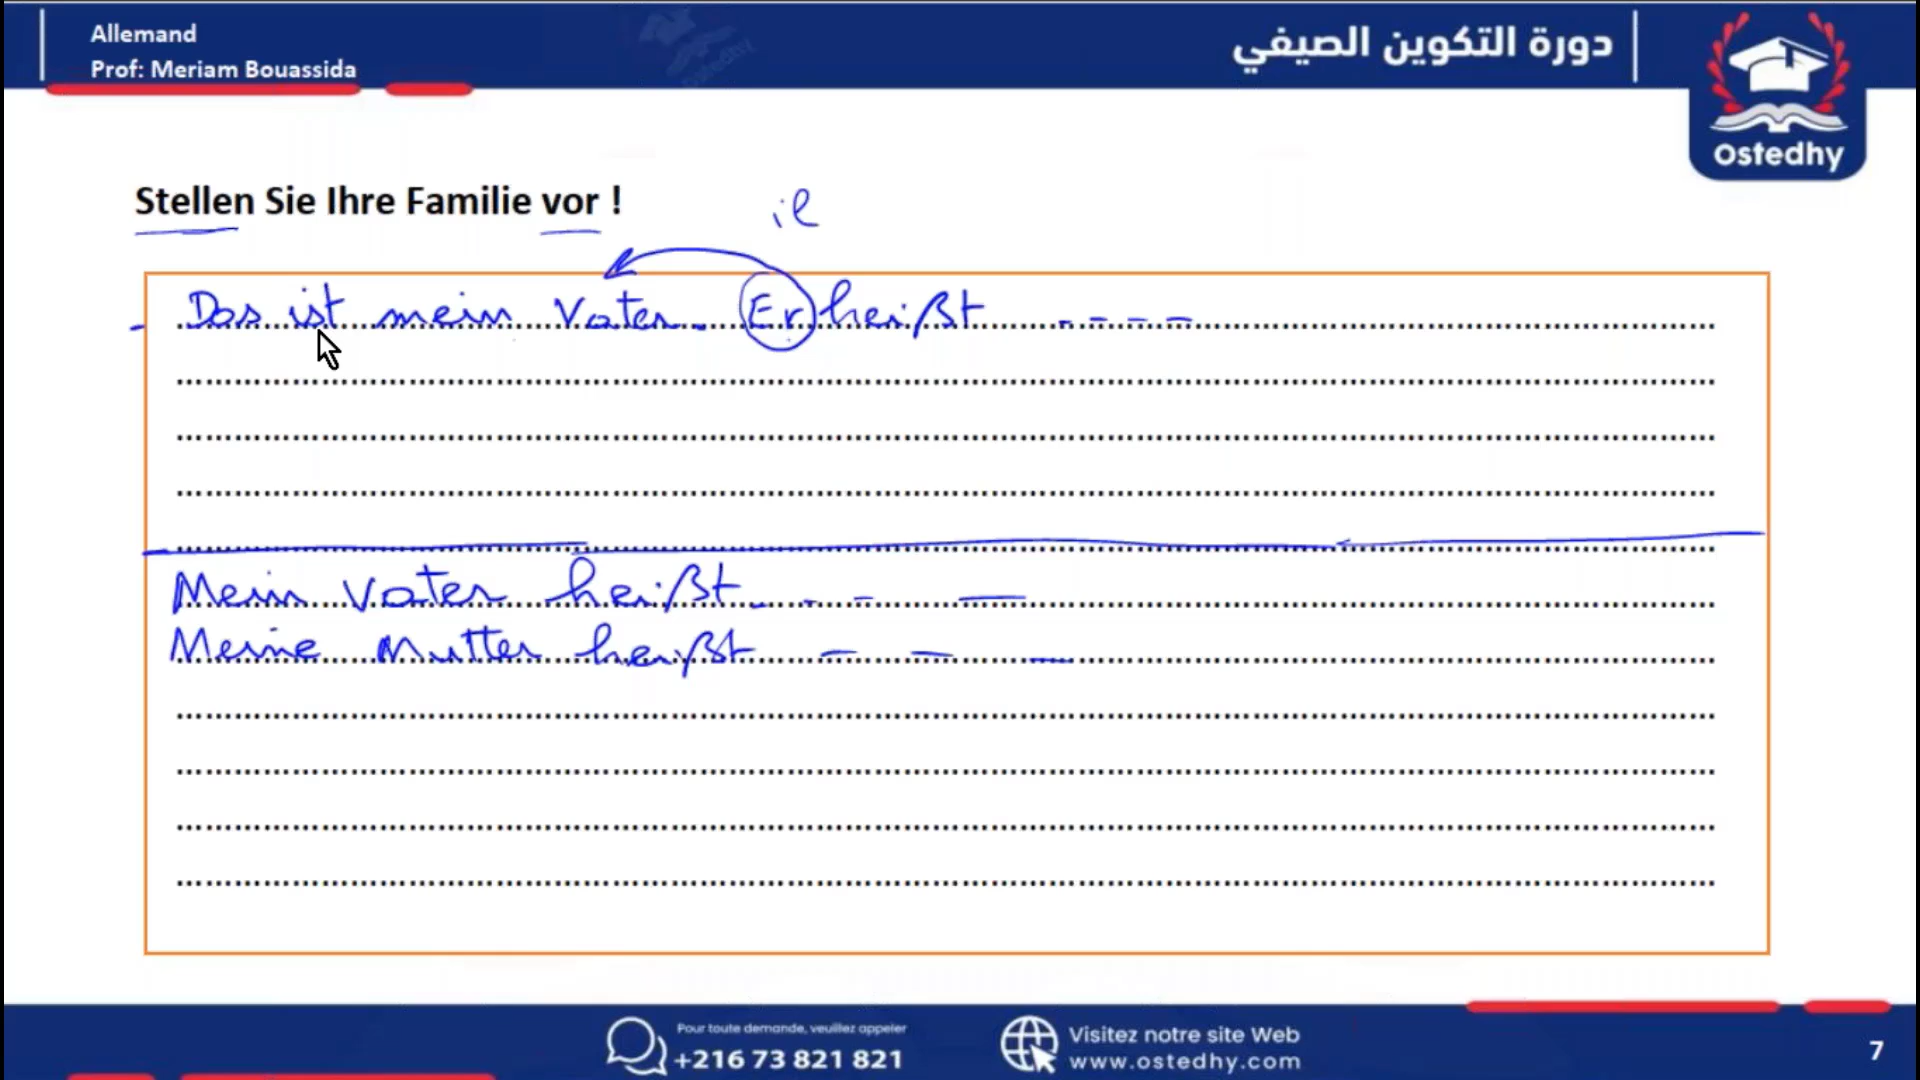 Allemand
Prof: Meriam Bouassida
دورة التكوين الصيفي
Ostedhy
Stellen Sie Ihre Familie vor !
il
- Das ist mein Vater. Er heißt - - - -
Mein Vater heißt - - - -
Meine Mutter heißt - - -
Pour toute demande, veuillez appeler
+216 73 821 821
Visitez notre site Web
www.ostedhy.com
7